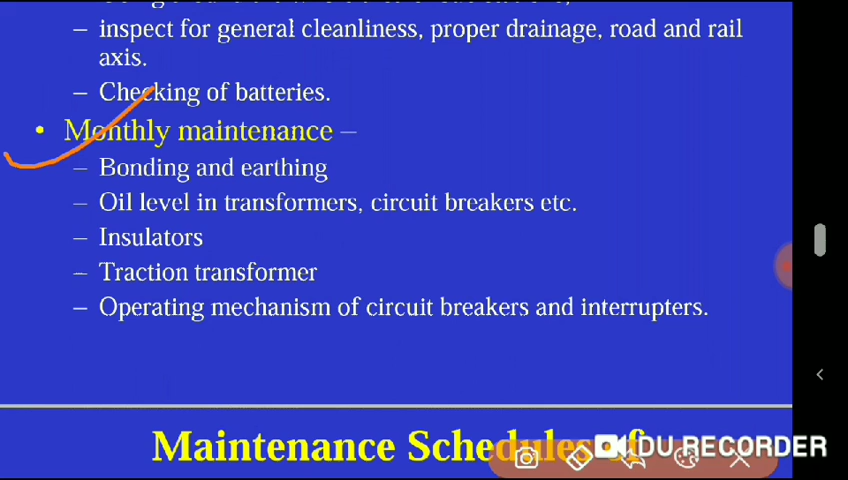 – inspect for general cleanliness, proper drainage, road and rail
axis.
– Checking of batteries.
• Monthly maintenance –
– Bonding and earthing
– Oil level in transformers, circuit breakers etc.
– Insulators
– Traction transformer
– Operating mechanism of circuit breakers and interrupters.
Maintenance Schedules of
DU RECORDER